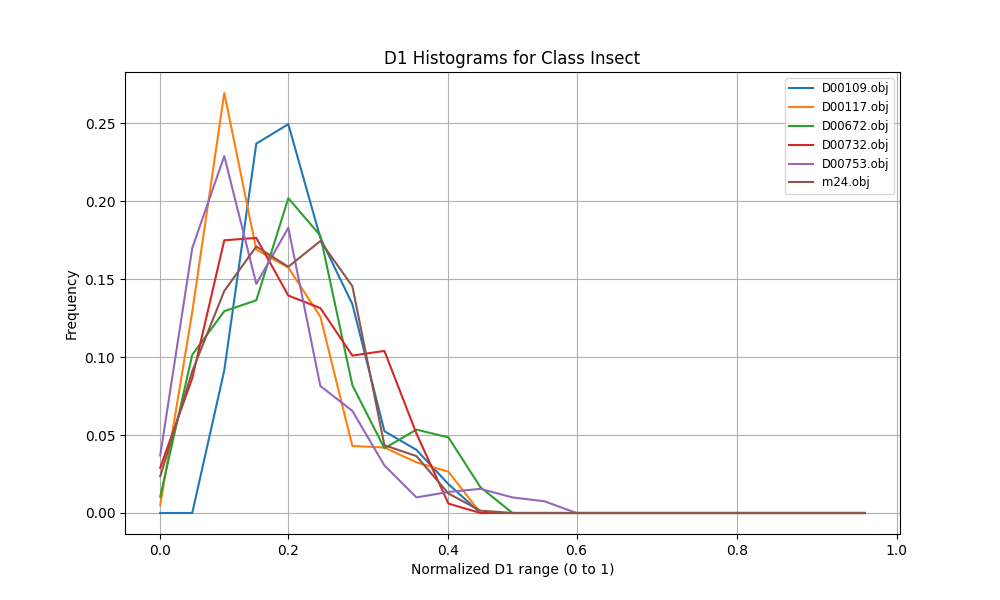 D1 Histograms for Class Insect
D00109.obj
D00117.obj
D00672.obj
D00732.obj
D00753.obj
m24.obj
0.25
0.20
0.15
0.10
0.05
0.00
Frequency
0.0 0.2 0.4 0.6 0.8 1.0
Normalized D1 range (0 to 1)